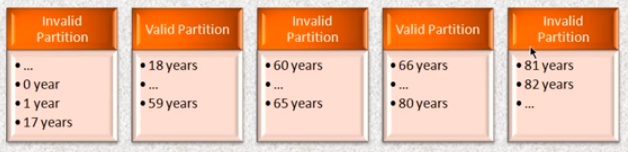 Invalid
Partition
• ...
• 0 year
• 1 year
• 17 years
Valid Partition
• 18 years
• ...
• 59 years
Invalid
Partition
• 60 years
• ...
• 65 years
Valid Partition
• 66 years
• ...
• 80 years
Invalid
Partition
• 81 years
• 82 years
• ...